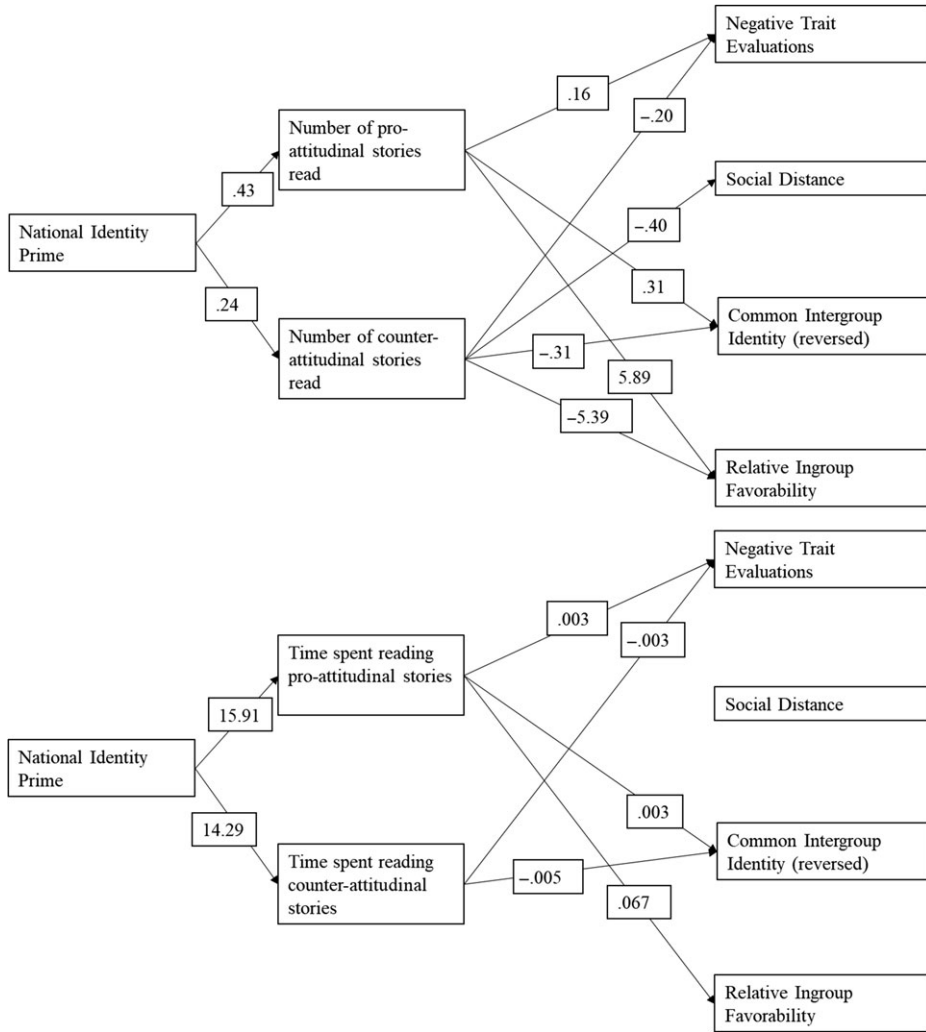 Negative Trait
Evaluations
.16
−.20
Number of pro-
attitudinal stories
read
Social Distance
.43
−.40
National Identity
Prime
.31
.24
Common Intergroup
Identity (reversed)
Number of counter-
attitudinal stories
read
−.31
5.89
−5.39
Relative Ingroup
Favorability
Negative Trait
Evaluations
.003
−.003
Time spent reading
pro-attitudinal stories
Social Distance
15.91
National Identity
Prime
.003
14.29
Common Intergroup
Identity (reversed)
Time spent reading
counter-attitudinal
stories
−.005
.067
Relative Ingroup
Favorability